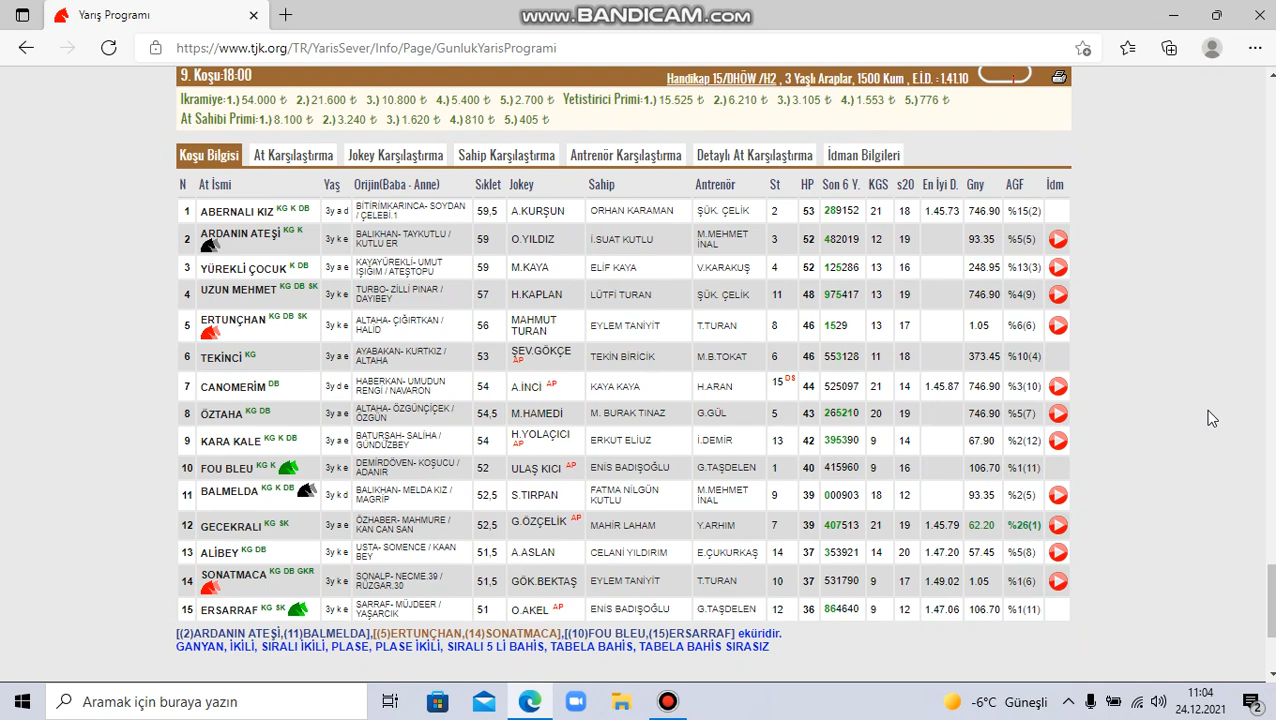 www.BANDICAM.com
Yarış Programı
https://www.tjk.org/TR/YarisSever/Info/Page/GunlukYarisProgrami
9. Koşu:18:00 Handikap 15/DHÖW /H2 , 3 Yaşlı Araplar, 1500 Kum , E.İ.D. : 1.41.10
Ikramiye: 1.) 54.000 ₺ 2.) 21.600 ₺ 3.) 10.800 ₺ 4.) 5.400 ₺ 5.) 2.700 ₺ Yetistirici Primi: 1.) 15.525 ₺ 2.) 6.210 ₺ 3.) 3.105 ₺ 4.) 1.553 ₺ 5.) 776 ₺
At Sahibi Primi: 1.) 8.100 ₺ 2.) 3.240 ₺ 3.) 1.620 ₺ 4.) 810 ₺ 5.) 405 ₺
Koşu Bilgisi At Karşılaştırma Jokey Karşılaştırma Sahip Karşılaştırma Antrenör Karşılaştırma Detaylı At Karşılaştırma İdman Bilgileri
N At İsmi Yaş Orijin(Baba - Anne) Sıklet Jokey Sahip Antrenör St HP Son 6 Y. KGS s20 En İyi D. Gny AGF İdm
1 ABERNALI KIZ KG K DB 3y a d BİTİRİMKARINCA- SOYDAN / ÇELEBİ.1 59,5 A.KURŞUN ORHAN KARAMAN ŞÜK. ÇELİK 2 53 289152 21 18 1.45.73 746.90 %15(2)
2 ARDANIN ATEŞİ KG K 3y k e BALIKHAN- TAYKUTLU / KUTLU ER 59 O.YILDIZ İ.SUAT KUTLU M.MEHMET İNAL 3 52 482019 12 19 93.35 %5(5)
3 YÜREKLİ ÇOCUK K DB 3y a e KAYAYÜREKLİ- UMUT IŞIĞIM / ATEŞTOPU 59 M.KAYA ELİF KAYA V.KARAKUŞ 4 52 125286 13 16 248.95 %13(3)
4 UZUN MEHMET KG DB SK 3y k e TURBO- ZİLLİ PINAR / DAYIBEY 57 H.KAPLAN LÜTFİ TURAN ŞÜK. ÇELİK 11 48 975417 13 19 746.90 %4(9)
5 ERTUNÇHAN KG DB SK 3y k e ALTAHA- ÇIĞIRTKAN / HALİD 56 MAHMUT TURAN EYLEM TANİYİT T.TURAN 8 46 1529 13 17 1.05 %6(6)
6 TEKİNCİ KG 3y a e AYABAKAN- KURTKIZ / ALTAHA 53 ŞEV.GÖKÇE AP TEKİN BİRİCİK M.B.TOKAT 6 46 553128 11 18 373.45 %10(4)
7 CANOMERİM DB 3y a e HABERKAN- UMUDUN RENGİ / NAVARON 54 A.İNCİ AP KAYA KAYA H.ARAN 15 DS 44 525097 21 14 1.45.87 746.90 %3(10)
8 ÖZTAHA KG DB 3y a e ALTAHA- ÖZGÜNÇİÇEK / ÖZGÜN 54,5 M.HAMEDİ M. BURAK TINAZ G.GÜL 5 43 265210 20 19 746.90 %5(7)
9 KARA KALE KG K DB 3y a e BATURŞAH- SALİHA / GÜNDÜZBEY 54 H.YOLAÇICI AP ERKUT ELİUZ İ.DEMİR 13 42 395390 9 14 67.90 %2(12)
10 FOU BLEU KG K 3y a e DEMİRDÖVEN- KOŞUCU / ADANIR 52 ULAŞ KICI AP ENİS BADIŞOĞLU G.TAŞDELEN 1 40 415960 9 16 106.70 %1(11)
11 BALMELDA KG K DB 3y k d BALIKHAN- MELDA KIZ / MAGRİP 52,5 S.TIRPAN FATMA NİLGÜN KUTLU M.MEHMET İNAL 9 39 000903 18 12 93.35 %2(5)
12 GECEKRALI KG SK 3y a e ÖZHABER- MAHMURE / KAN CAN SAN 52,5 G.ÖZÇELİK AP MAHİR LAHAM Y.ARHIM 7 39 407513 21 19 1.45.79 62.20 %26(1)
13 ALİBEY KG DB 3y k e USTA- SOMENCE / KAAN BEY 51,5 A.ASLAN CELANİ YILDIRIM E.ÇUKURKAŞ 14 37 353921 14 20 1.47.20 57.45 %5(8)
14 SONATMACA KG DB GKR 3y k e SONALP- NECME.39 / RÜZGAR.30 51,5 GÖK.BEKTAŞ EYLEM TANİYİT T.TURAN 10 37 531790 9 17 1.49.02 1.05 %1(6)
15 ERSARRAF KG SK 3y k e SARRAF- MÜJDEER / YAŞARCIK 51 O.AKEL AP ENİS BADIŞOĞLU G.TAŞDELEN 12 36 864640 9 12 1.47.06 106.70 %1(11)
[(2)ARDANIN ATEŞİ,(11)BALMELDA],[(5)ERTUNÇHAN,(14)SONATMACA],[(10)FOU BLEU,(15)ERSARRAF] eküridir.
GANYAN, İKİLİ, SIRALI İKİLİ, PLASE, PLASE İKİLİ, SIRALI 5 Lİ BAHİS, TABELA BAHİS, TABELA BAHİS SIRASIZ
Aramak için buraya yazın
-6°C Güneşli
11:04
24.12.2021
2